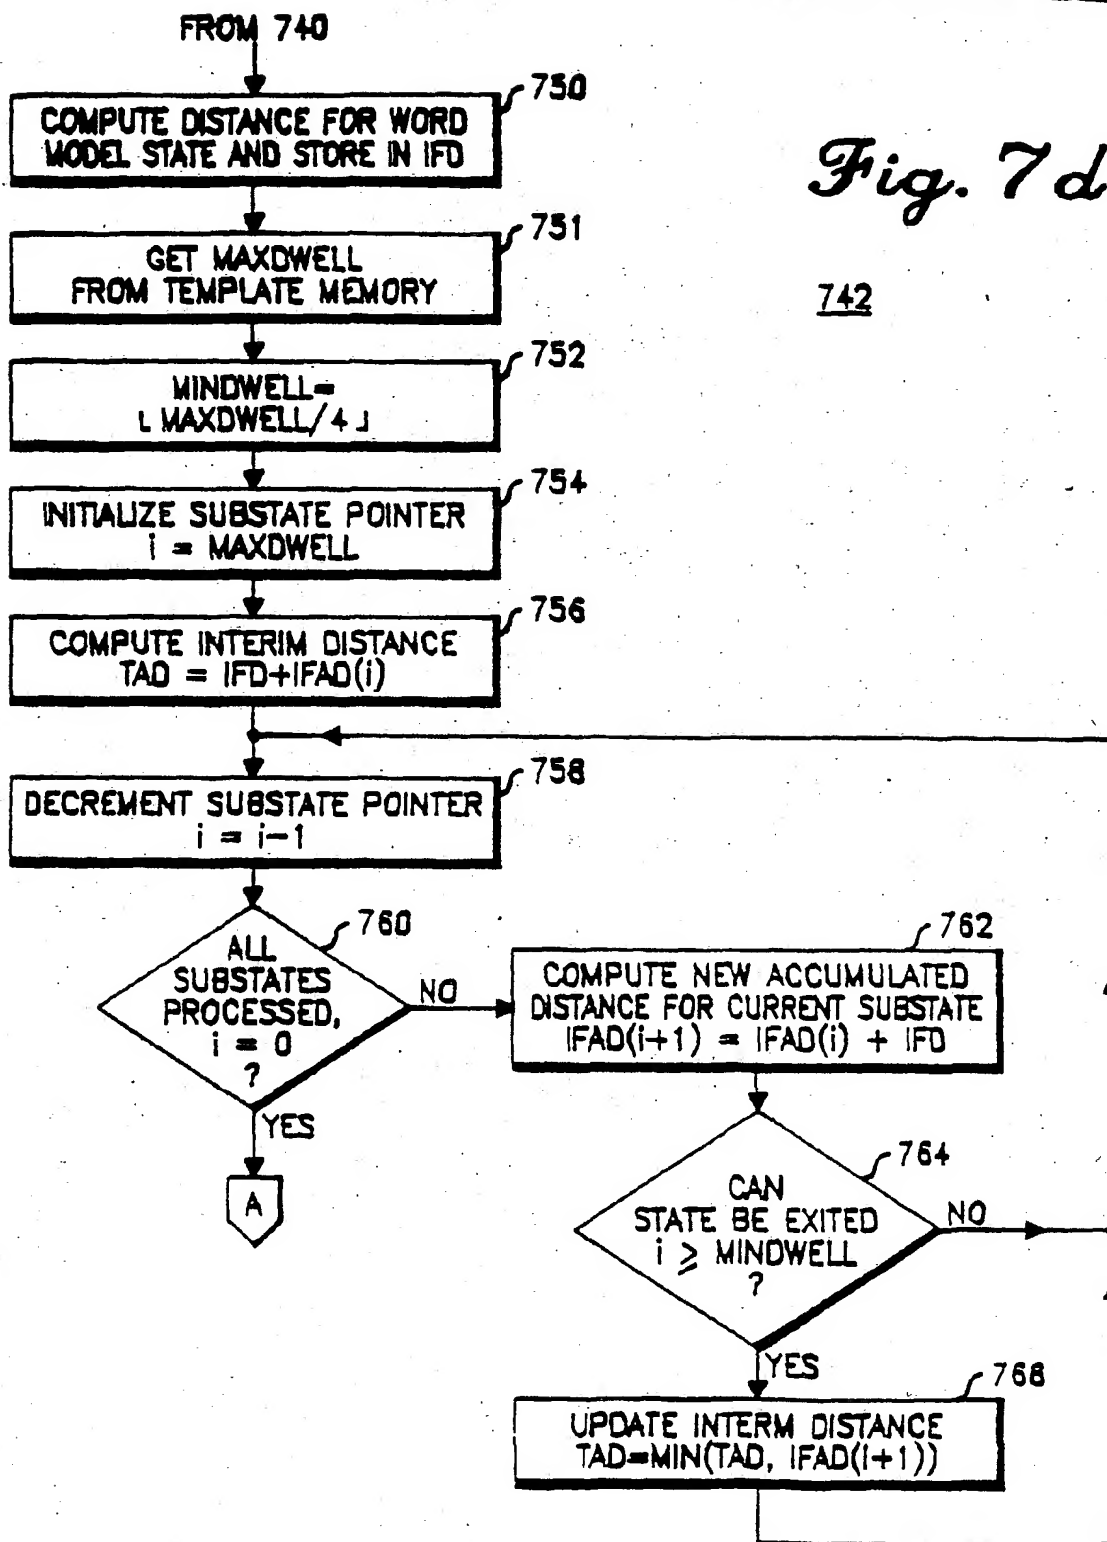 FROM 740
750
COMPUTE DISTANCE FOR WORD
MODEL STATE AND STORE IN IFD
Fig. 7d
751
GET MAXDWELL
FROM TEMPLATE MEMORY
742
752
MINDWELL=
⌊ MAXDWELL/4 ⌋
754
INITIALIZE SUBSTATE POINTER
i = MAXDWELL
756
COMPUTE INTERIM DISTANCE
TAD = IFD+IFAD(i)
758
DECREMENT SUBSTATE POINTER
i = i-1
760
ALL
SUBSTATES
PROCESSED,
i = 0
?
NO
YES
A
762
COMPUTE NEW ACCUMULATED
DISTANCE FOR CURRENT SUBSTATE
IFAD(i+1) = IFAD(i) + IFD
764
CAN
STATE BE EXITED
i ≥ MINDWELL
?
NO
YES
768
UPDATE INTERM DISTANCE
TAD=MIN(TAD, IFAD(i+1))